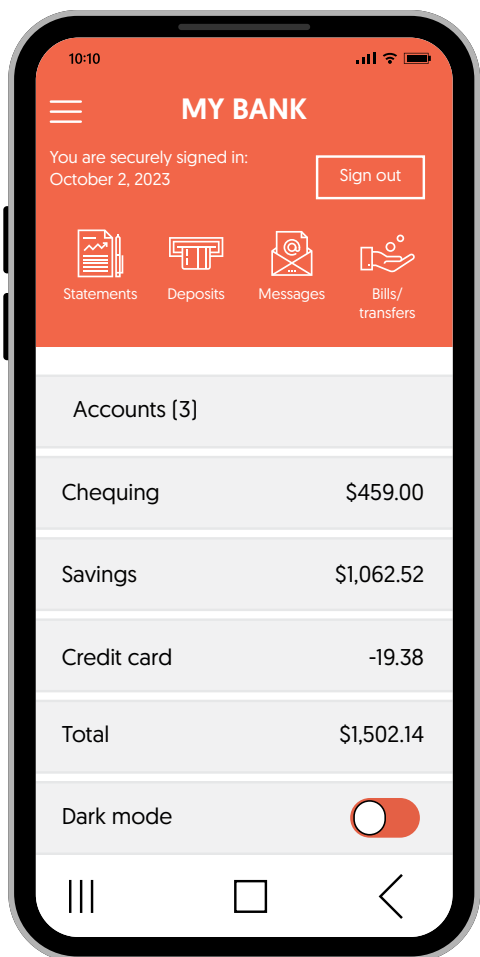 10:10
MY BANK
You are securely signed in:
October 2, 2023
Sign out
Statements
Deposits
Messages
Bills/
transfers
Accounts (3)
Chequing $459.00
Savings $1,062.52
Credit card -19.38
Total $1,502.14
Dark mode